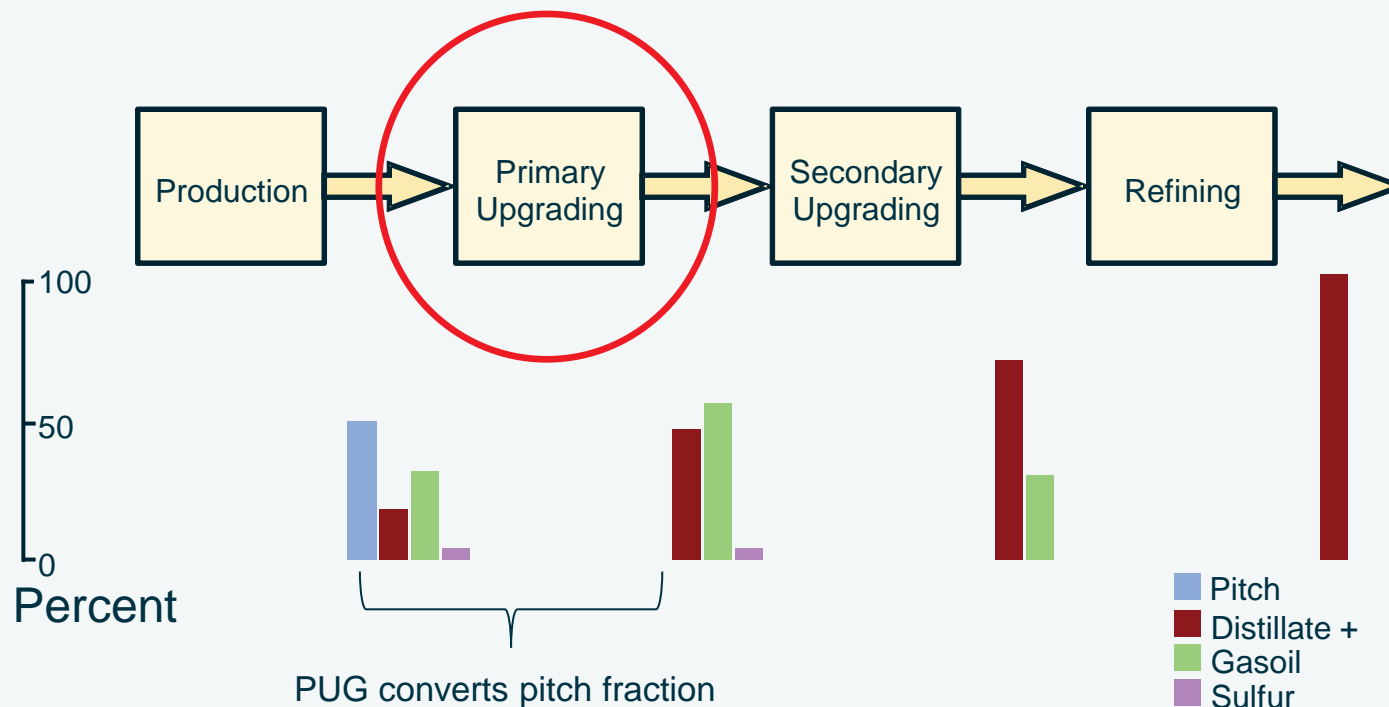 Production
Primary
Upgrading
Secondary
Upgrading
Refining
100
50
0
Percent
PUG converts pitch fraction
Pitch
Distillate +
Gasoil
Sulfur